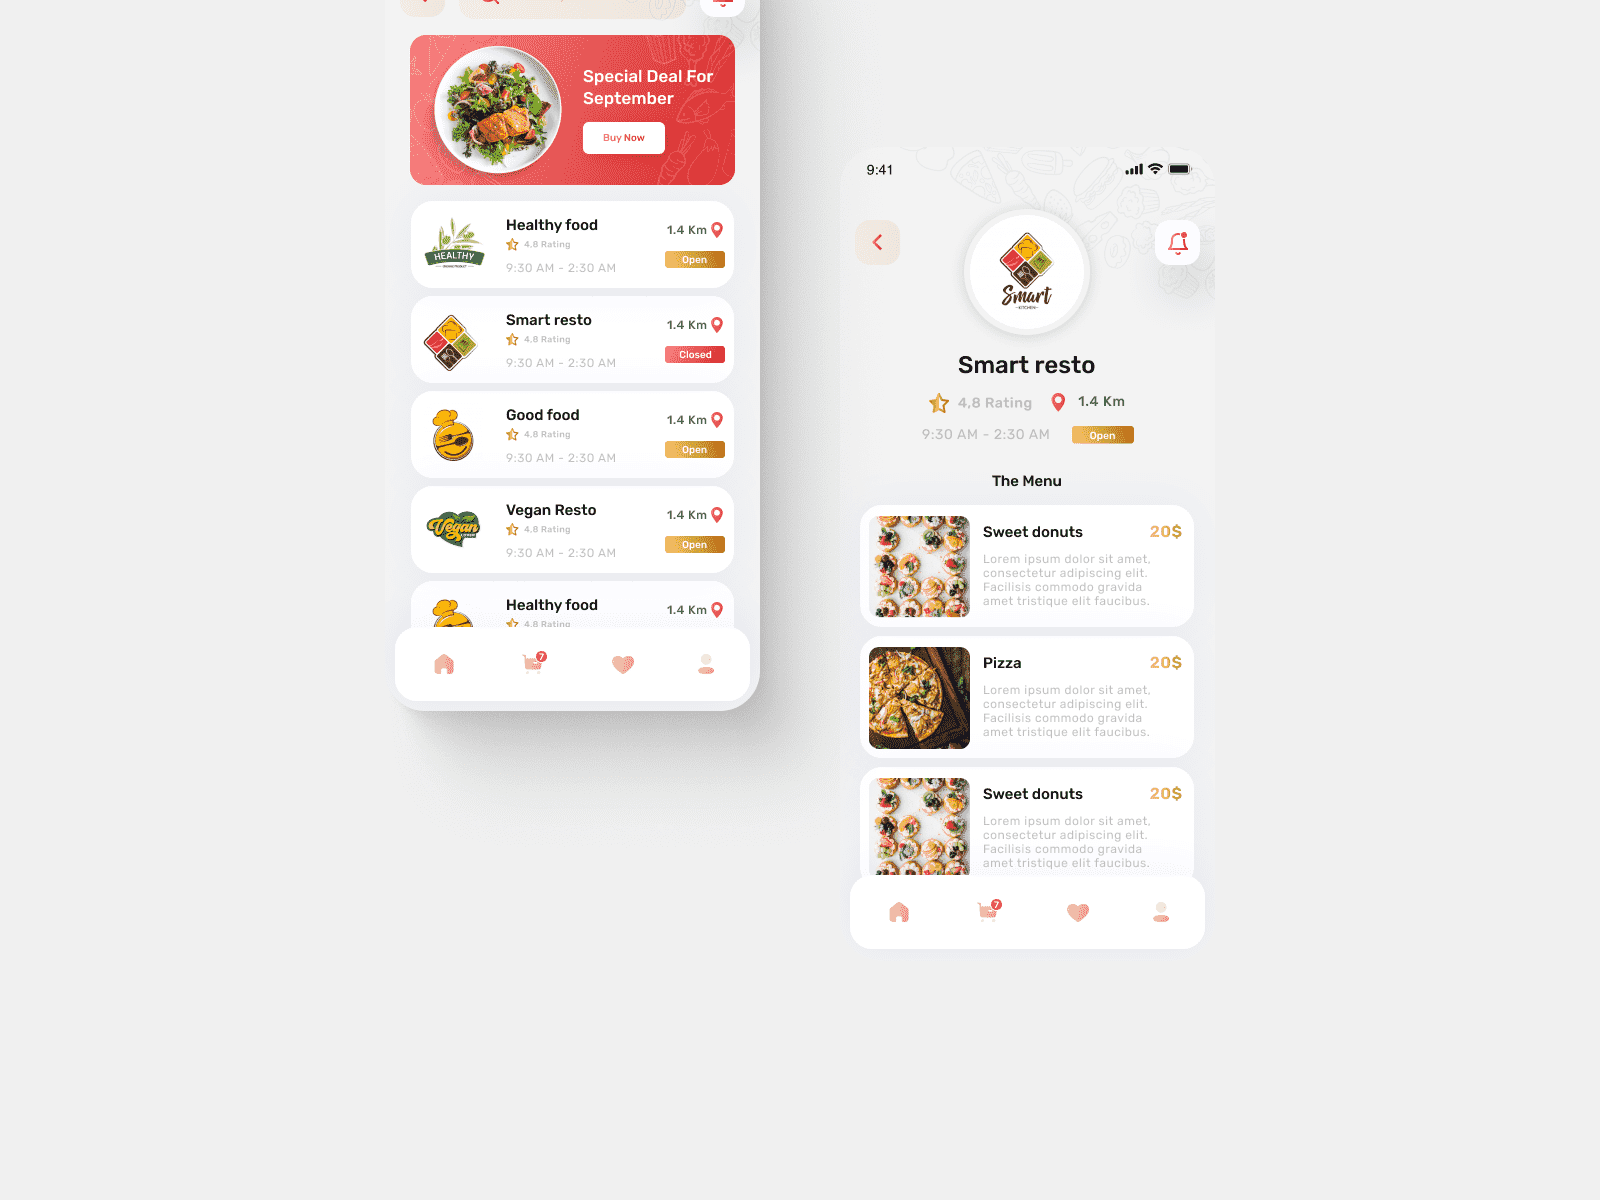 Special Deal For
September
Buy Now
HEALTHY
Healthy food
4,8 Rating
9:30 AM - 2:30 AM
1.4 Km
Open
Smart resto
4,8 Rating
9:30 AM - 2:30 AM
1.4 Km
Closed
Good food
4,8 Rating
9:30 AM - 2:30 AM
1.4 Km
Open
Vegan
Vegan Resto
4,8 Rating
9:30 AM - 2:30 AM
1.4 Km
Open
Healthy food
4,8 Rating
1.4 Km
7
9:41
Smart
KITCHEN
Smart resto
4,8 Rating
1.4 Km
9:30 AM - 2:30 AM
Open
The Menu
Sweet donuts
20$
Lorem ipsum dolor sit amet,
consectetur adipiscing elit.
Facilisis commodo gravida
amet tristique elit faucibus.
Pizza
20$
Lorem ipsum dolor sit amet,
consectetur adipiscing elit.
Facilisis commodo gravida
amet tristique elit faucibus.
Sweet donuts
20$
Lorem ipsum dolor sit amet,
consectetur adipiscing elit.
Facilisis commodo gravida
amet tristique elit faucibus.
7